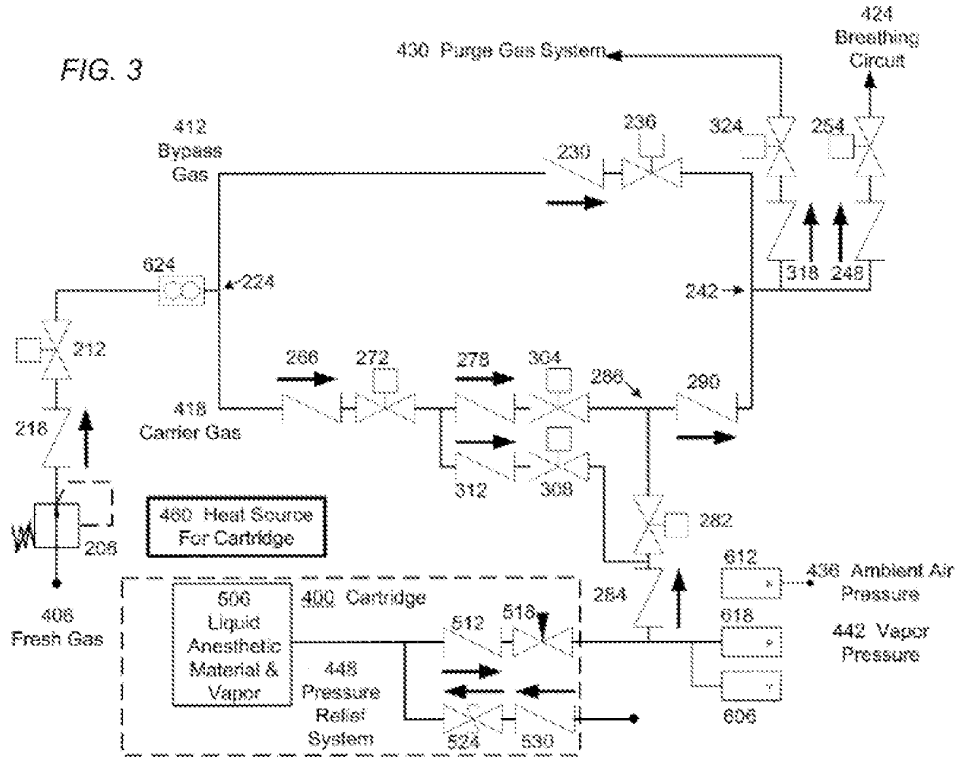 FIG. 3
430 Purge Gas System
424
Breathing
Circuit
412
Bypass
Gas
230
236
324
254
624
224
242
318
248
212
266
272
278
304
286
290
218
418
Carrier Gas
312
308
282
206
460 Heat Source
For Cartridge
406
Fresh Gas
506
Liquid
Anesthetic
Material &
Vapor
400 Cartridge
512
518
284
612
P
436 Ambient Air
Pressure
618
P
442 Vapor
Pressure
448
Pressure
Relief
System
524
530
606
T